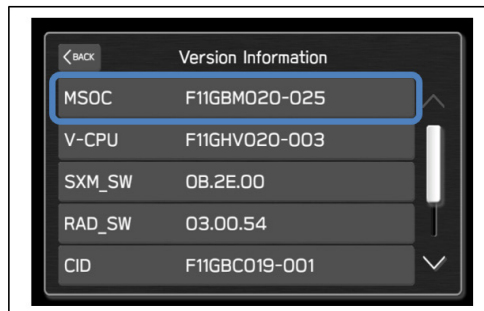 BACK
Version Information
MSOC F11GBM020-025
V-CPU F11GHV020-003
SXM_SW 0B.2E.00
RAD_SW 03.00.54
CID F11GBC019-001